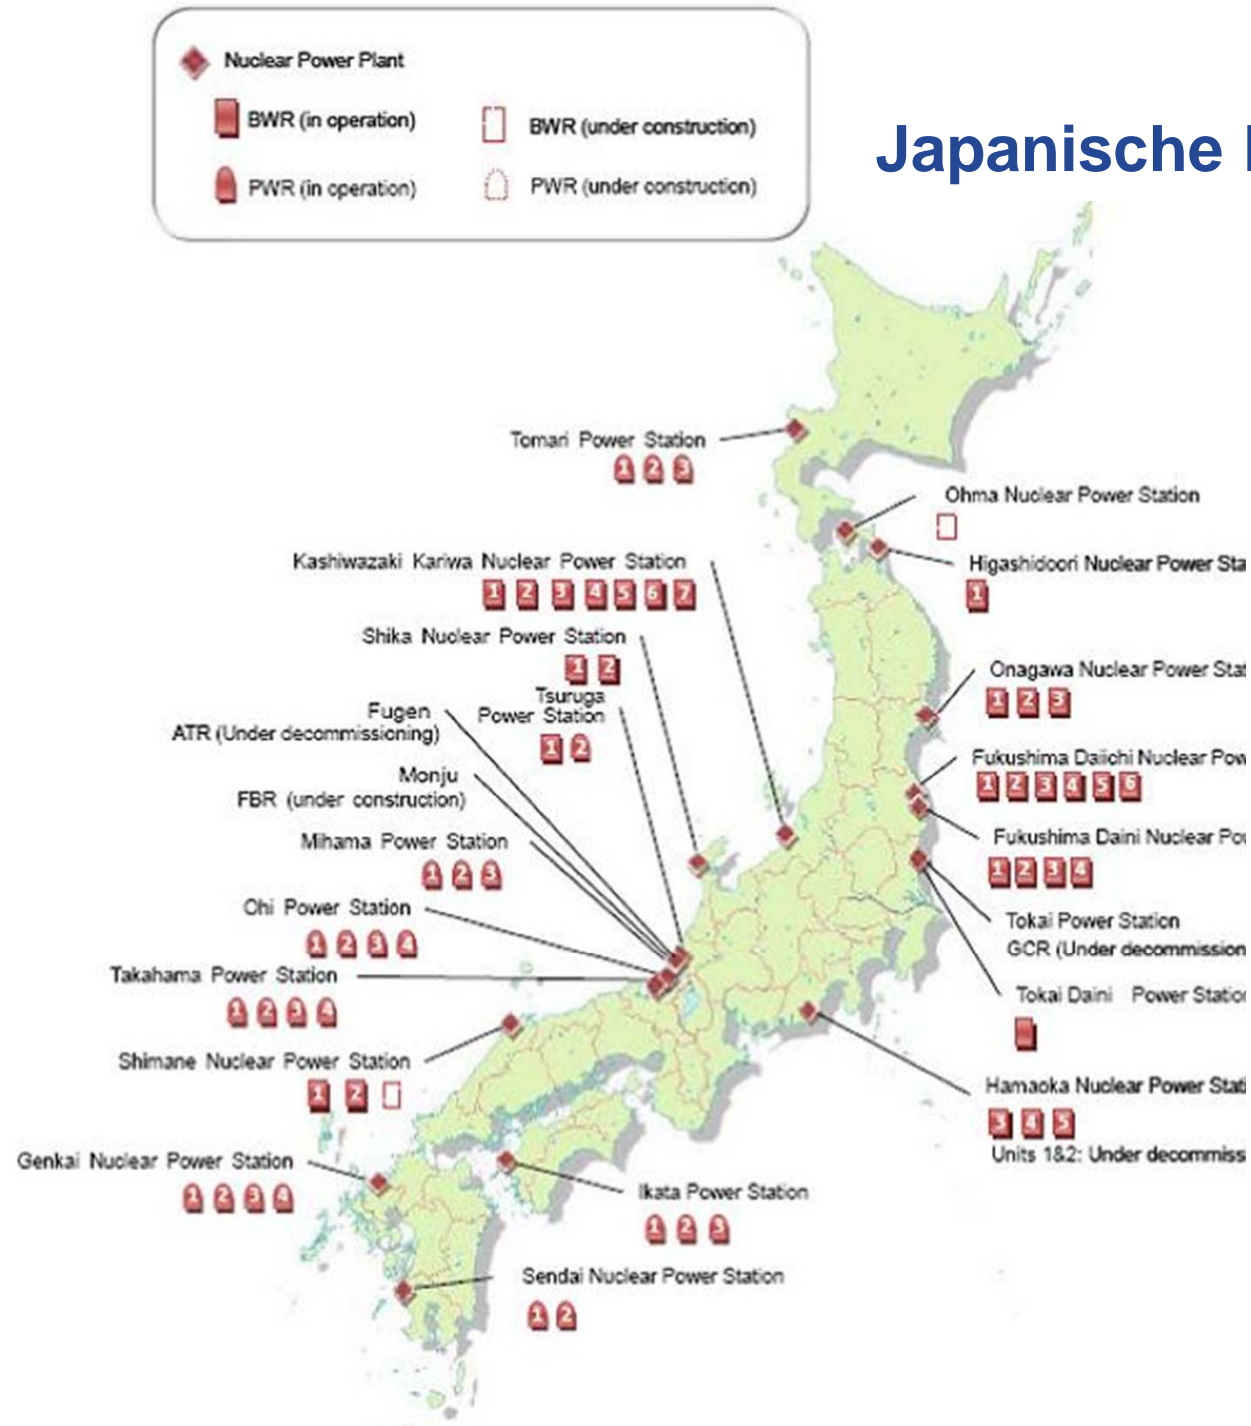 Nuclear Power Plant
BWR (in operation)
BWR (under construction)
PWR (in operation)
PWR (under construction)
Japanische
Tomari Power Station
1 2 3
Ohma Nuclear Power Station
Kashiwazaki Kariwa Nuclear Power Station
1 2 3 4 5 6 7
Higashidoori Nuclear Power Sta
1
Shika Nuclear Power Station
1 2
Onagawa Nuclear Power Stat
1 2 3
Tsuruga
Power Station
1 2
Fugen
ATR (Under decommissioning)
Fukushima Daiichi Nuclear Pow
1 2 3 4 5 6
Monju
FBR (under construction)
Fukushima Daini Nuclear Po
1 2 3 4
Mihama Power Station
1 2 3
Ohi Power Station
1 2 3 4
Tokai Power Station
GCR (Under decommission
Takahama Power Station
1 2 3 4
Tokai Daini Power Station
Shimane Nuclear Power Station
1 2
Hamaoka Nuclear Power Stati
3 4 5
Units 1&2: Under decommiss
Genkai Nuclear Power Station
1 2 3 4
Ikata Power Station
1 2 3
Sendai Nuclear Power Station
1 2